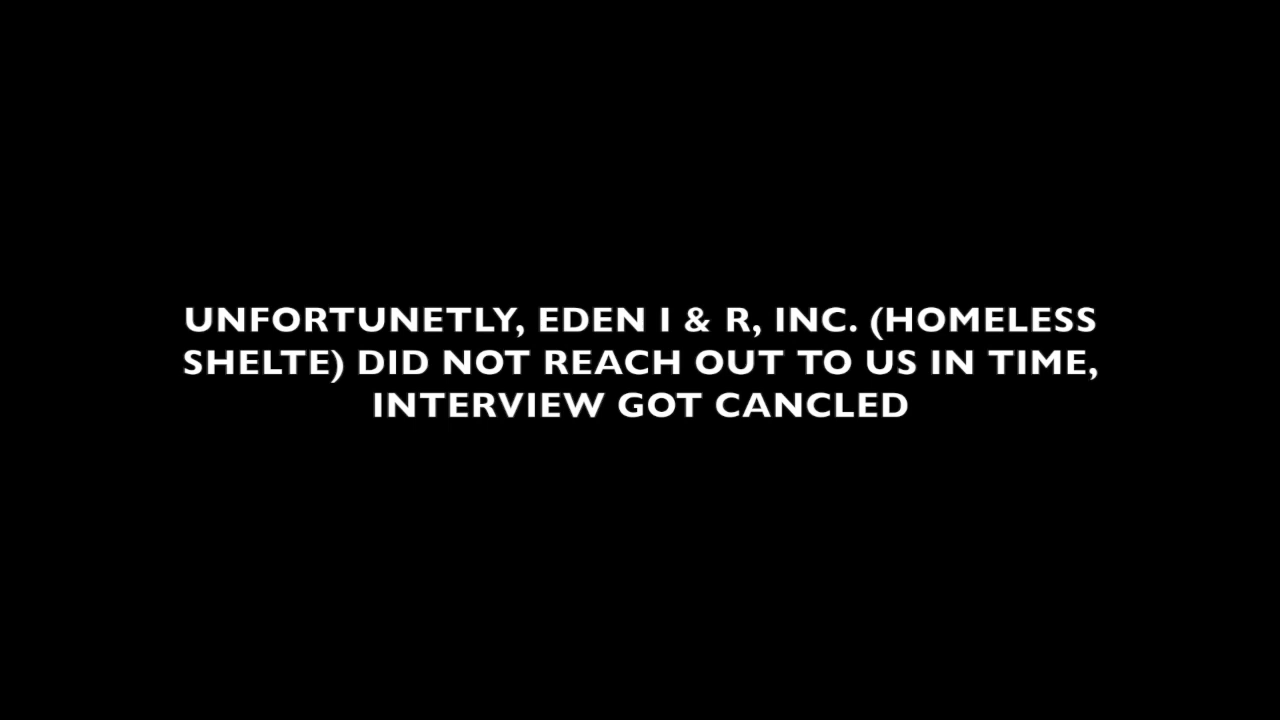 UNFORTUNETLY, EDEN I & R, INC. (HOMELESS
SHELTE) DID NOT REACH OUT TO US IN TIME,
INTERVIEW GOT CANCLED